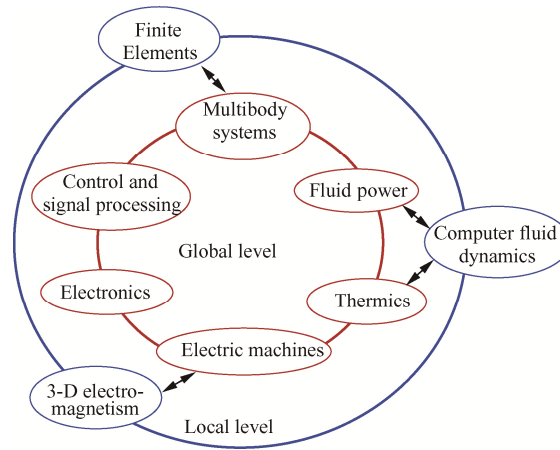 Finite
Elements
Multibody
systems
Control and
signal processing
Fluid power
Computer fluid
dynamics
Global level
Electronics
Thermics
Electric machines
3-D electro-
magnetism
Local level